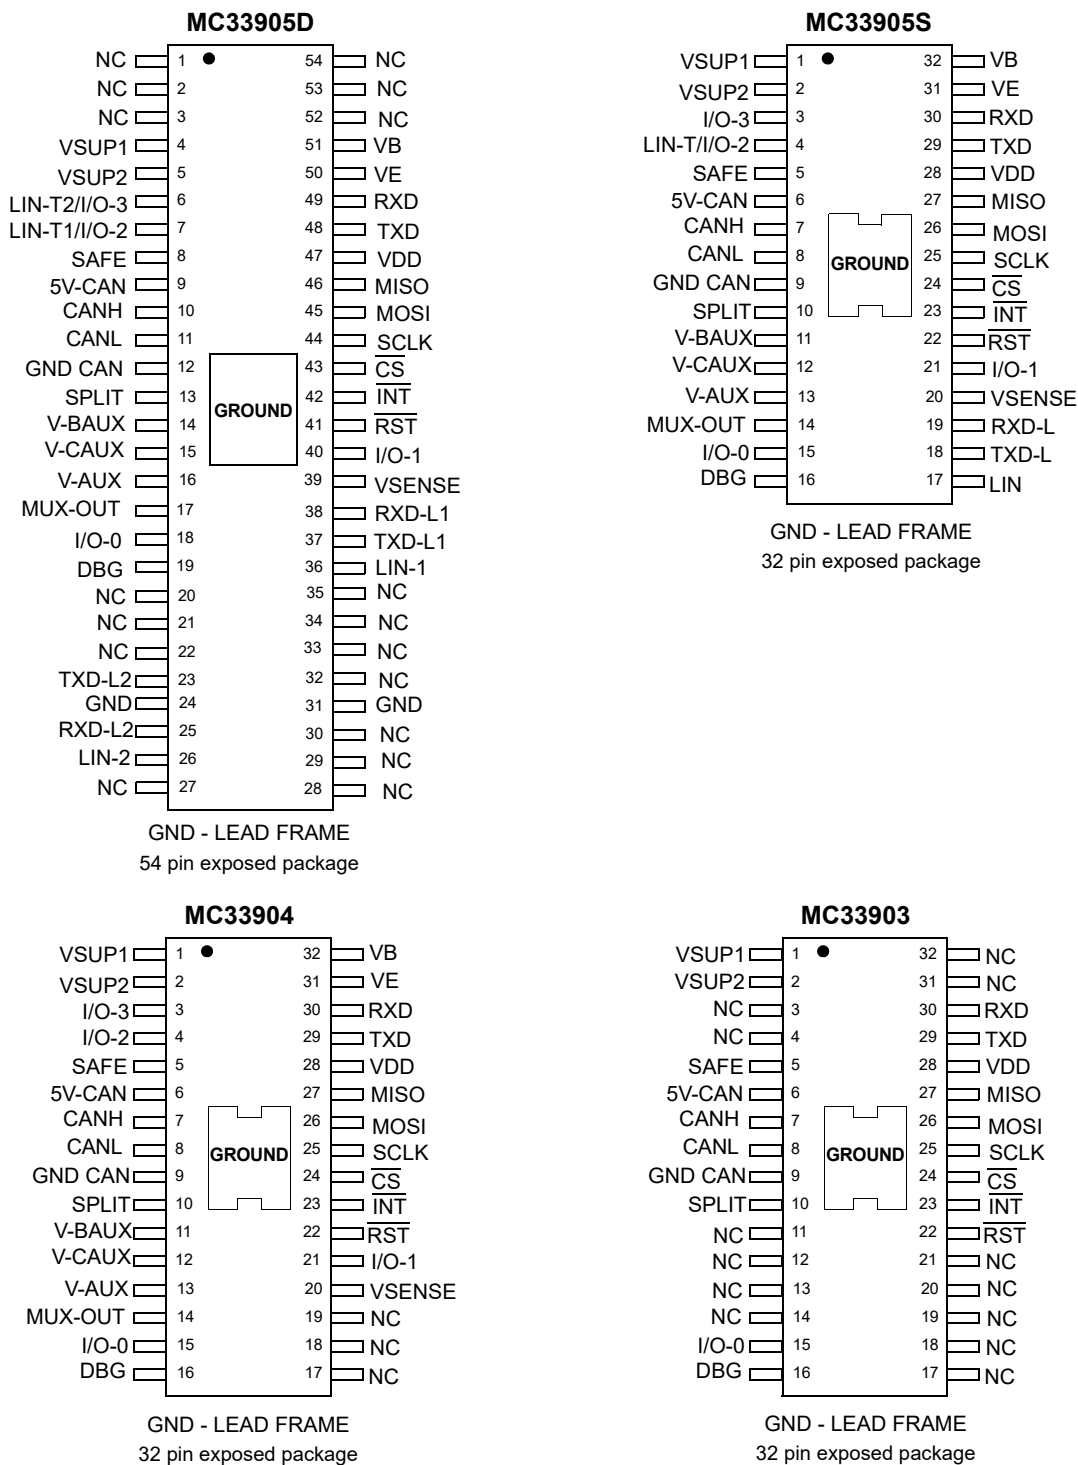 MC33905D
NC 1 54 NC
NC 2 53 NC
NC 3 52 NC
VSUP1 4 51 VB
VSUP2 5 50 VE
LIN-T2/I/O-3 6 49 RXD
LIN-T1/I/O-2 7 48 TXD
SAFE 8 47 VDD
5V-CAN 9 46 MISO
CANH 10 45 MOSI
CANL 11 44 SCLK
GND CAN 12 43 CS
SPLIT 13 42 INT
GROUND
V-BAUX 14 41 RST
V-CAUX 15 40 I/O-1
V-AUX 16 39 VSENSE
MUX-OUT 17 38 RXD-L1
I/O-0 18 37 TXD-L1
DBG 19 36 LIN-1
NC 20 35 NC
NC 21 34 NC
NC 22 33 NC
TXD-L2 23 32 NC
GND 24 31 GND
RXD-L2 25 30 NC
LIN-2 26 29 NC
NC 27 28 NC
GND - LEAD FRAME
54 pin exposed package
MC33905S
VSUP1 1 32 VB
VSUP2 2 31 VE
I/O-3 3 30 RXD
LIN-T/I/O-2 4 29 TXD
SAFE 5 28 VDD
5V-CAN 6 27 MISO
CANH 7 26 MOSI
CANL 8 25 SCLK
GROUND
GND CAN 9 24 CS
SPLIT 10 23 INT
V-BAUX 11 22 RST
V-CAUX 12 21 I/O-1
V-AUX 13 20 VSENSE
MUX-OUT 14 19 RXD-L
I/O-0 15 18 TXD-L
DBG 16 17 LIN
GND - LEAD FRAME
32 pin exposed package
MC33904
VSUP1 1 32 VB
VSUP2 2 31 VE
I/O-3 3 30 RXD
I/O-2 4 29 TXD
SAFE 5 28 VDD
5V-CAN 6 27 MISO
CANH 7 26 MOSI
CANL 8 25 SCLK
GROUND
GND CAN 9 24 CS
SPLIT 10 23 INT
V-BAUX 11 22 RST
V-CAUX 12 21 I/O-1
V-AUX 13 20 VSENSE
MUX-OUT 14 19 NC
I/O-0 15 18 NC
DBG 16 17 NC
GND - LEAD FRAME
32 pin exposed package
MC33903
VSUP1 1 32 NC
VSUP2 2 31 NC
NC 3 30 RXD
NC 4 29 TXD
SAFE 5 28 VDD
5V-CAN 6 27 MISO
CANH 7 26 MOSI
CANL 8 25 SCLK
GROUND
GND CAN 9 24 CS
SPLIT 10 23 INT
NC 11 22 RST
NC 12 21 NC
NC 13 20 NC
NC 14 19 NC
I/O-0 15 18 NC
DBG 16 17 NC
GND - LEAD FRAME
32 pin exposed package